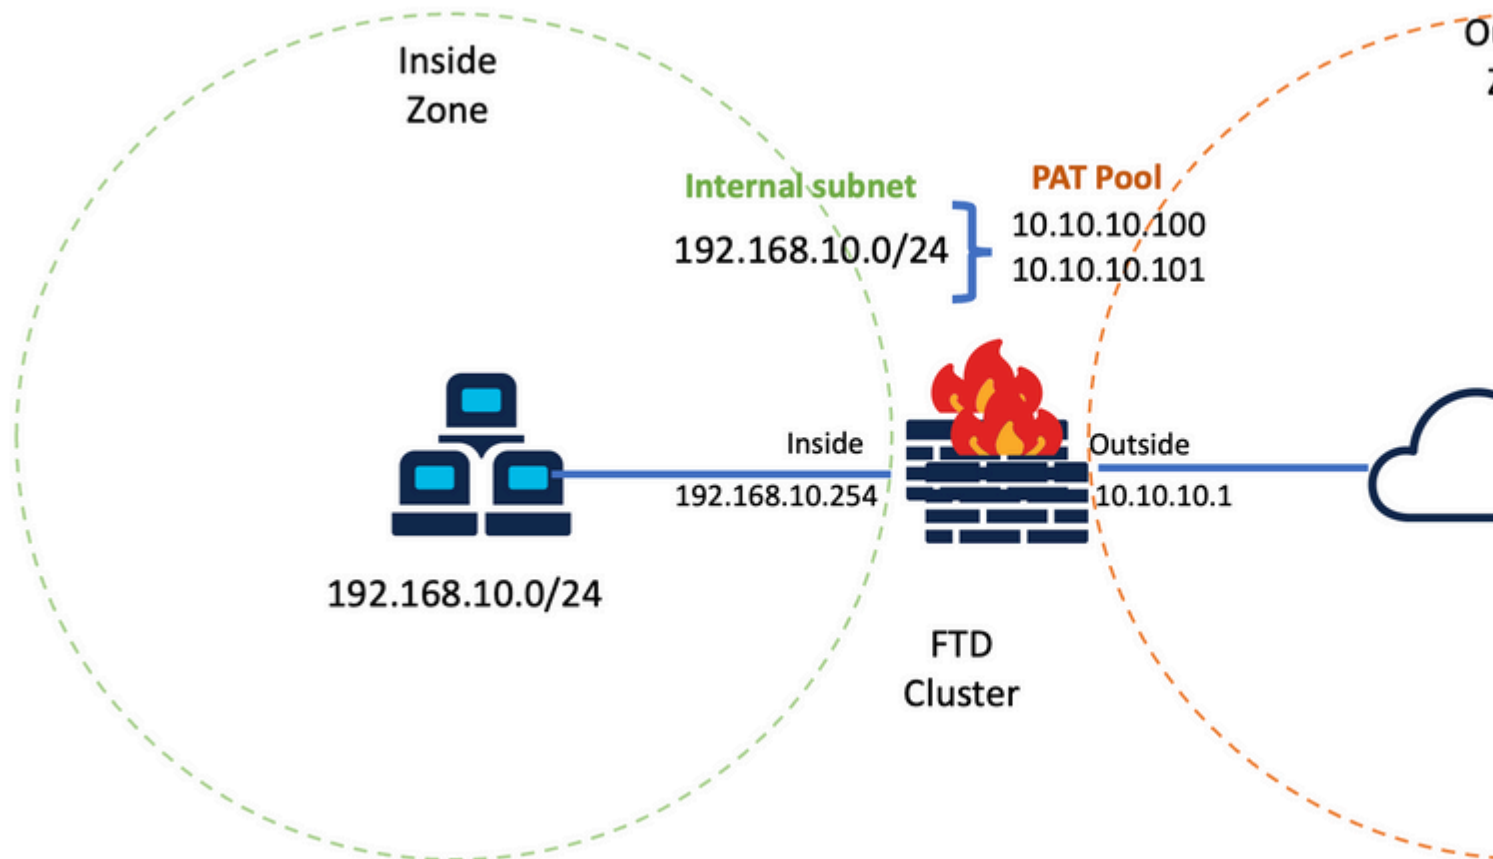 Inside
Zone
Internal subnet
192.168.10.0/24
PAT Pool
10.10.10.100
10.10.10.101
Inside
192.168.10.254
Outside
10.10.10.1
192.168.10.0/24
FTD
Cluster